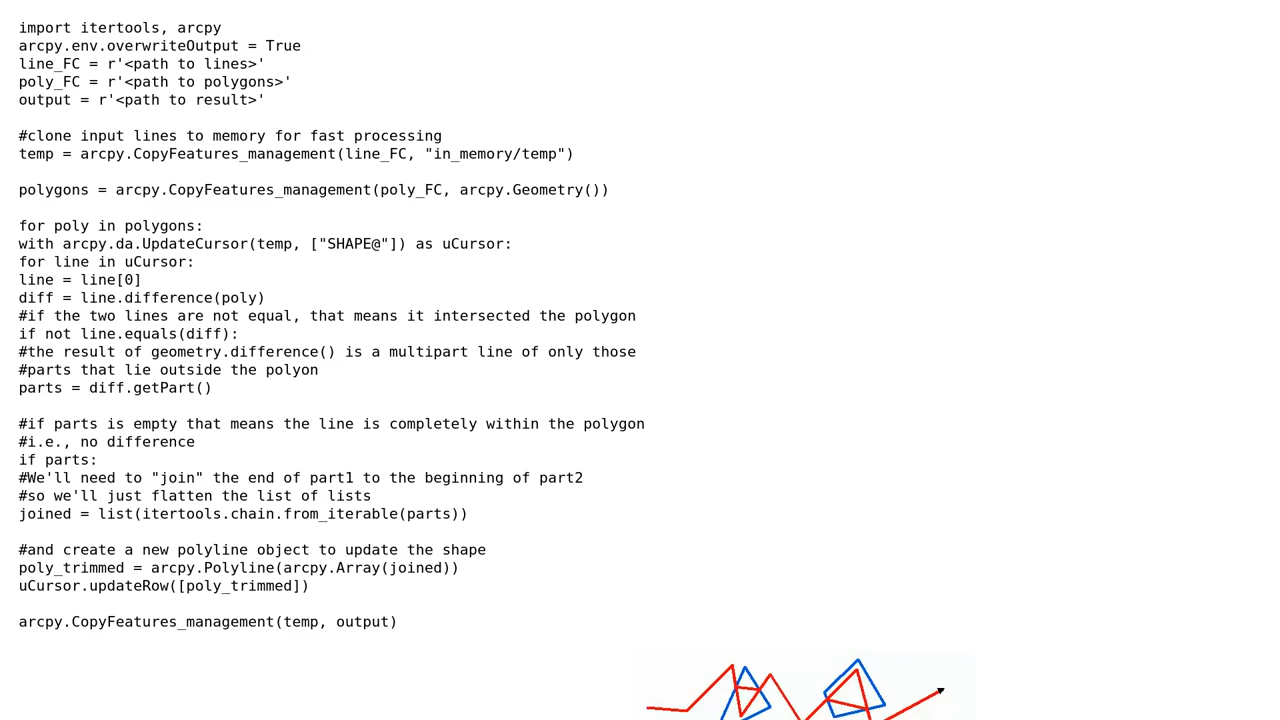 import itertools, arcpy
arcpy.env.overwriteOutput = True
line_FC = r'<path to lines>'
poly_FC = r'<path to polygons>'
output = r'<path to result>'
#clone input lines to memory for fast processing
temp = arcpy.CopyFeatures_management(line_FC, "in_memory/temp")
polygons = arcpy.CopyFeatures_management(poly_FC, arcpy.Geometry())
for poly in polygons:
with arcpy.da.UpdateCursor(temp, ["SHAPE@"]) as uCursor:
for line in uCursor:
line = line[0]
diff = line.difference(poly)
#if the two lines are not equal, that means it intersected the polygon
if not line.equals(diff):
#the result of geometry.difference() is a multipart line of only those
#parts that lie outside the polyon
parts = diff.getPart()
#if parts is empty that means the line is completely within the polygon
#i.e., no difference
if parts:
#We'll need to "join" the end of part1 to the beginning of part2
#so we'll just flatten the list of lists
joined = list(itertools.chain.from_iterable(parts))
#and create a new polyline object to update the shape
poly_trimmed = arcpy.Polyline(arcpy.Array(joined))
uCursor.updateRow([poly_trimmed])
arcpy.CopyFeatures_management(temp, output)